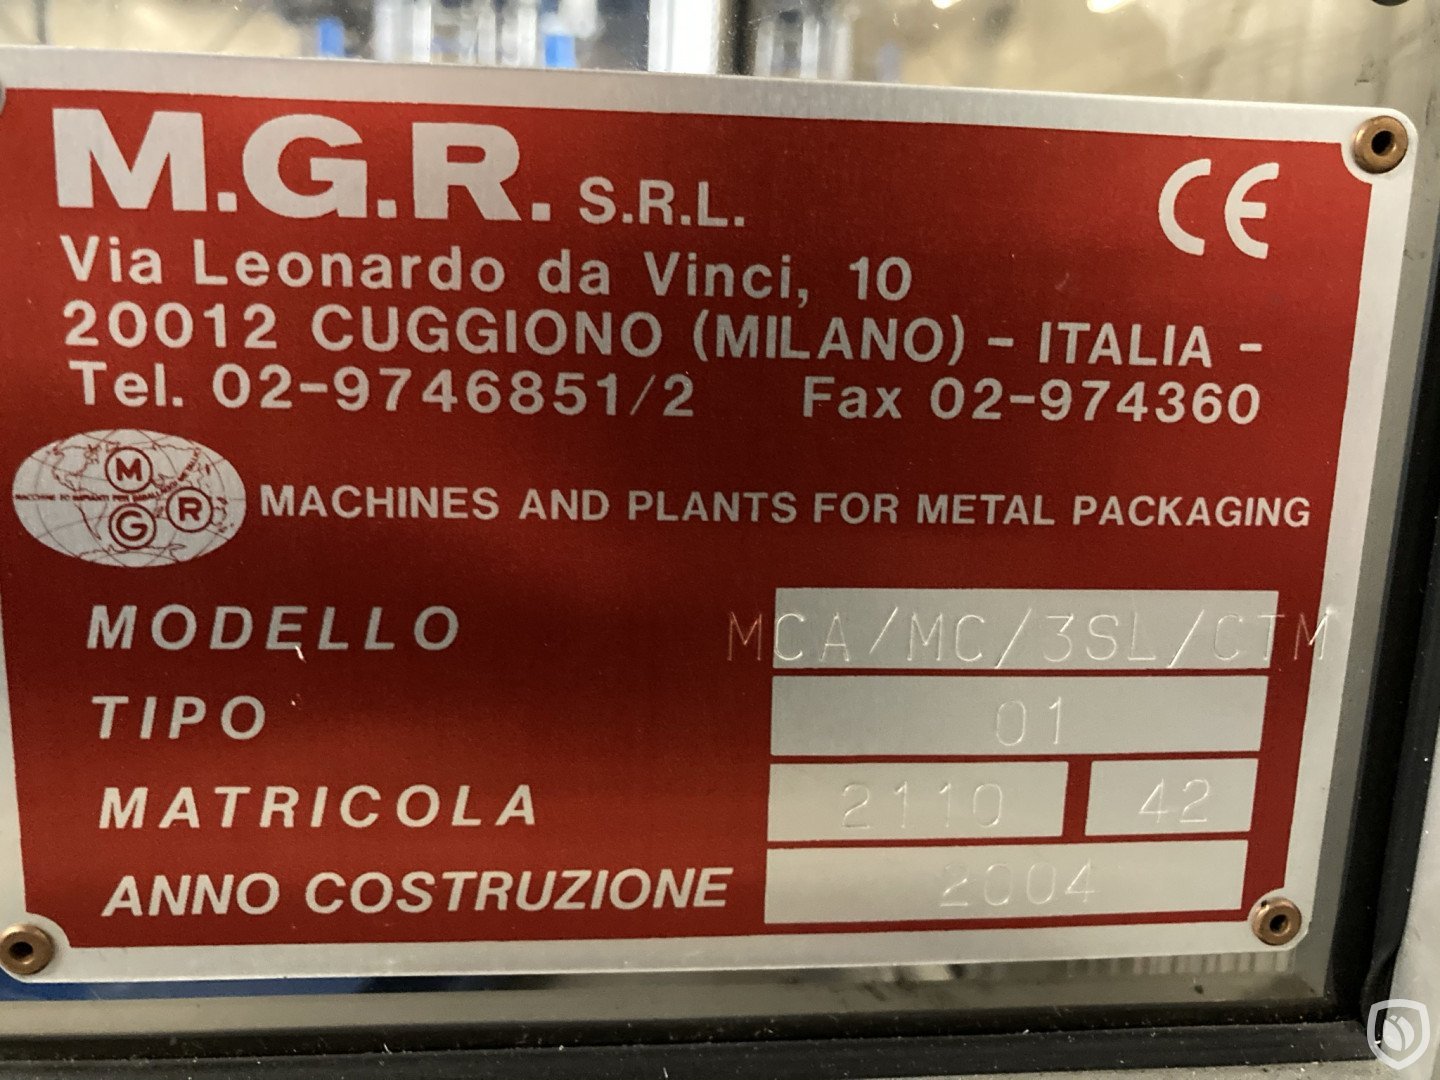 M.G.R. S.R.L.
CE
Via Leonardo da Vinci, 10
20012 CUGGIONO (MILANO) - ITALIA -
Tel. 02-9746851/2 Fax 02-974360
M
G R
MACHINES AND PLANTS FOR METAL PACKAGING
MODELLO MCA/MC/3SL/CTM
TIPO 01
MATRICOLA 2110 42
ANNO COSTRUZIONE 2004